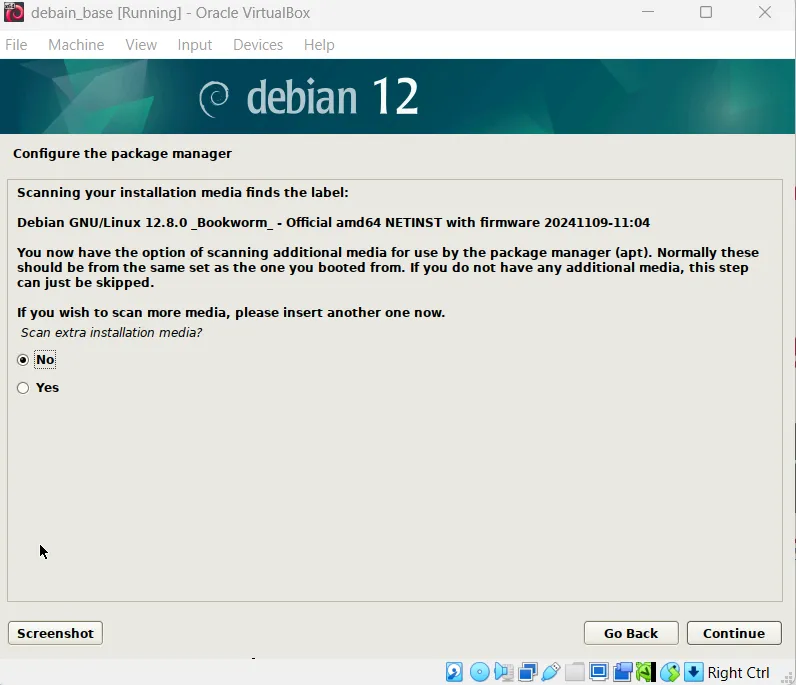 debain_base [Running] - Oracle VirtualBox
File Machine View Input Devices Help
debian 12
Configure the package manager
Scanning your installation media finds the label:
Debian GNU/Linux 12.8.0 _Bookworm_ - Official amd64 NETINST with firmware 20241109-11:04
You now have the option of scanning additional media for use by the package manager (apt). Normally these
should be from the same set as the one you booted from. If you do not have any additional media, this step
can just be skipped.
If you wish to scan more media, please insert another one now.
Scan extra installation media?
No
Yes
Screenshot Go Back Continue
Right Ctrl